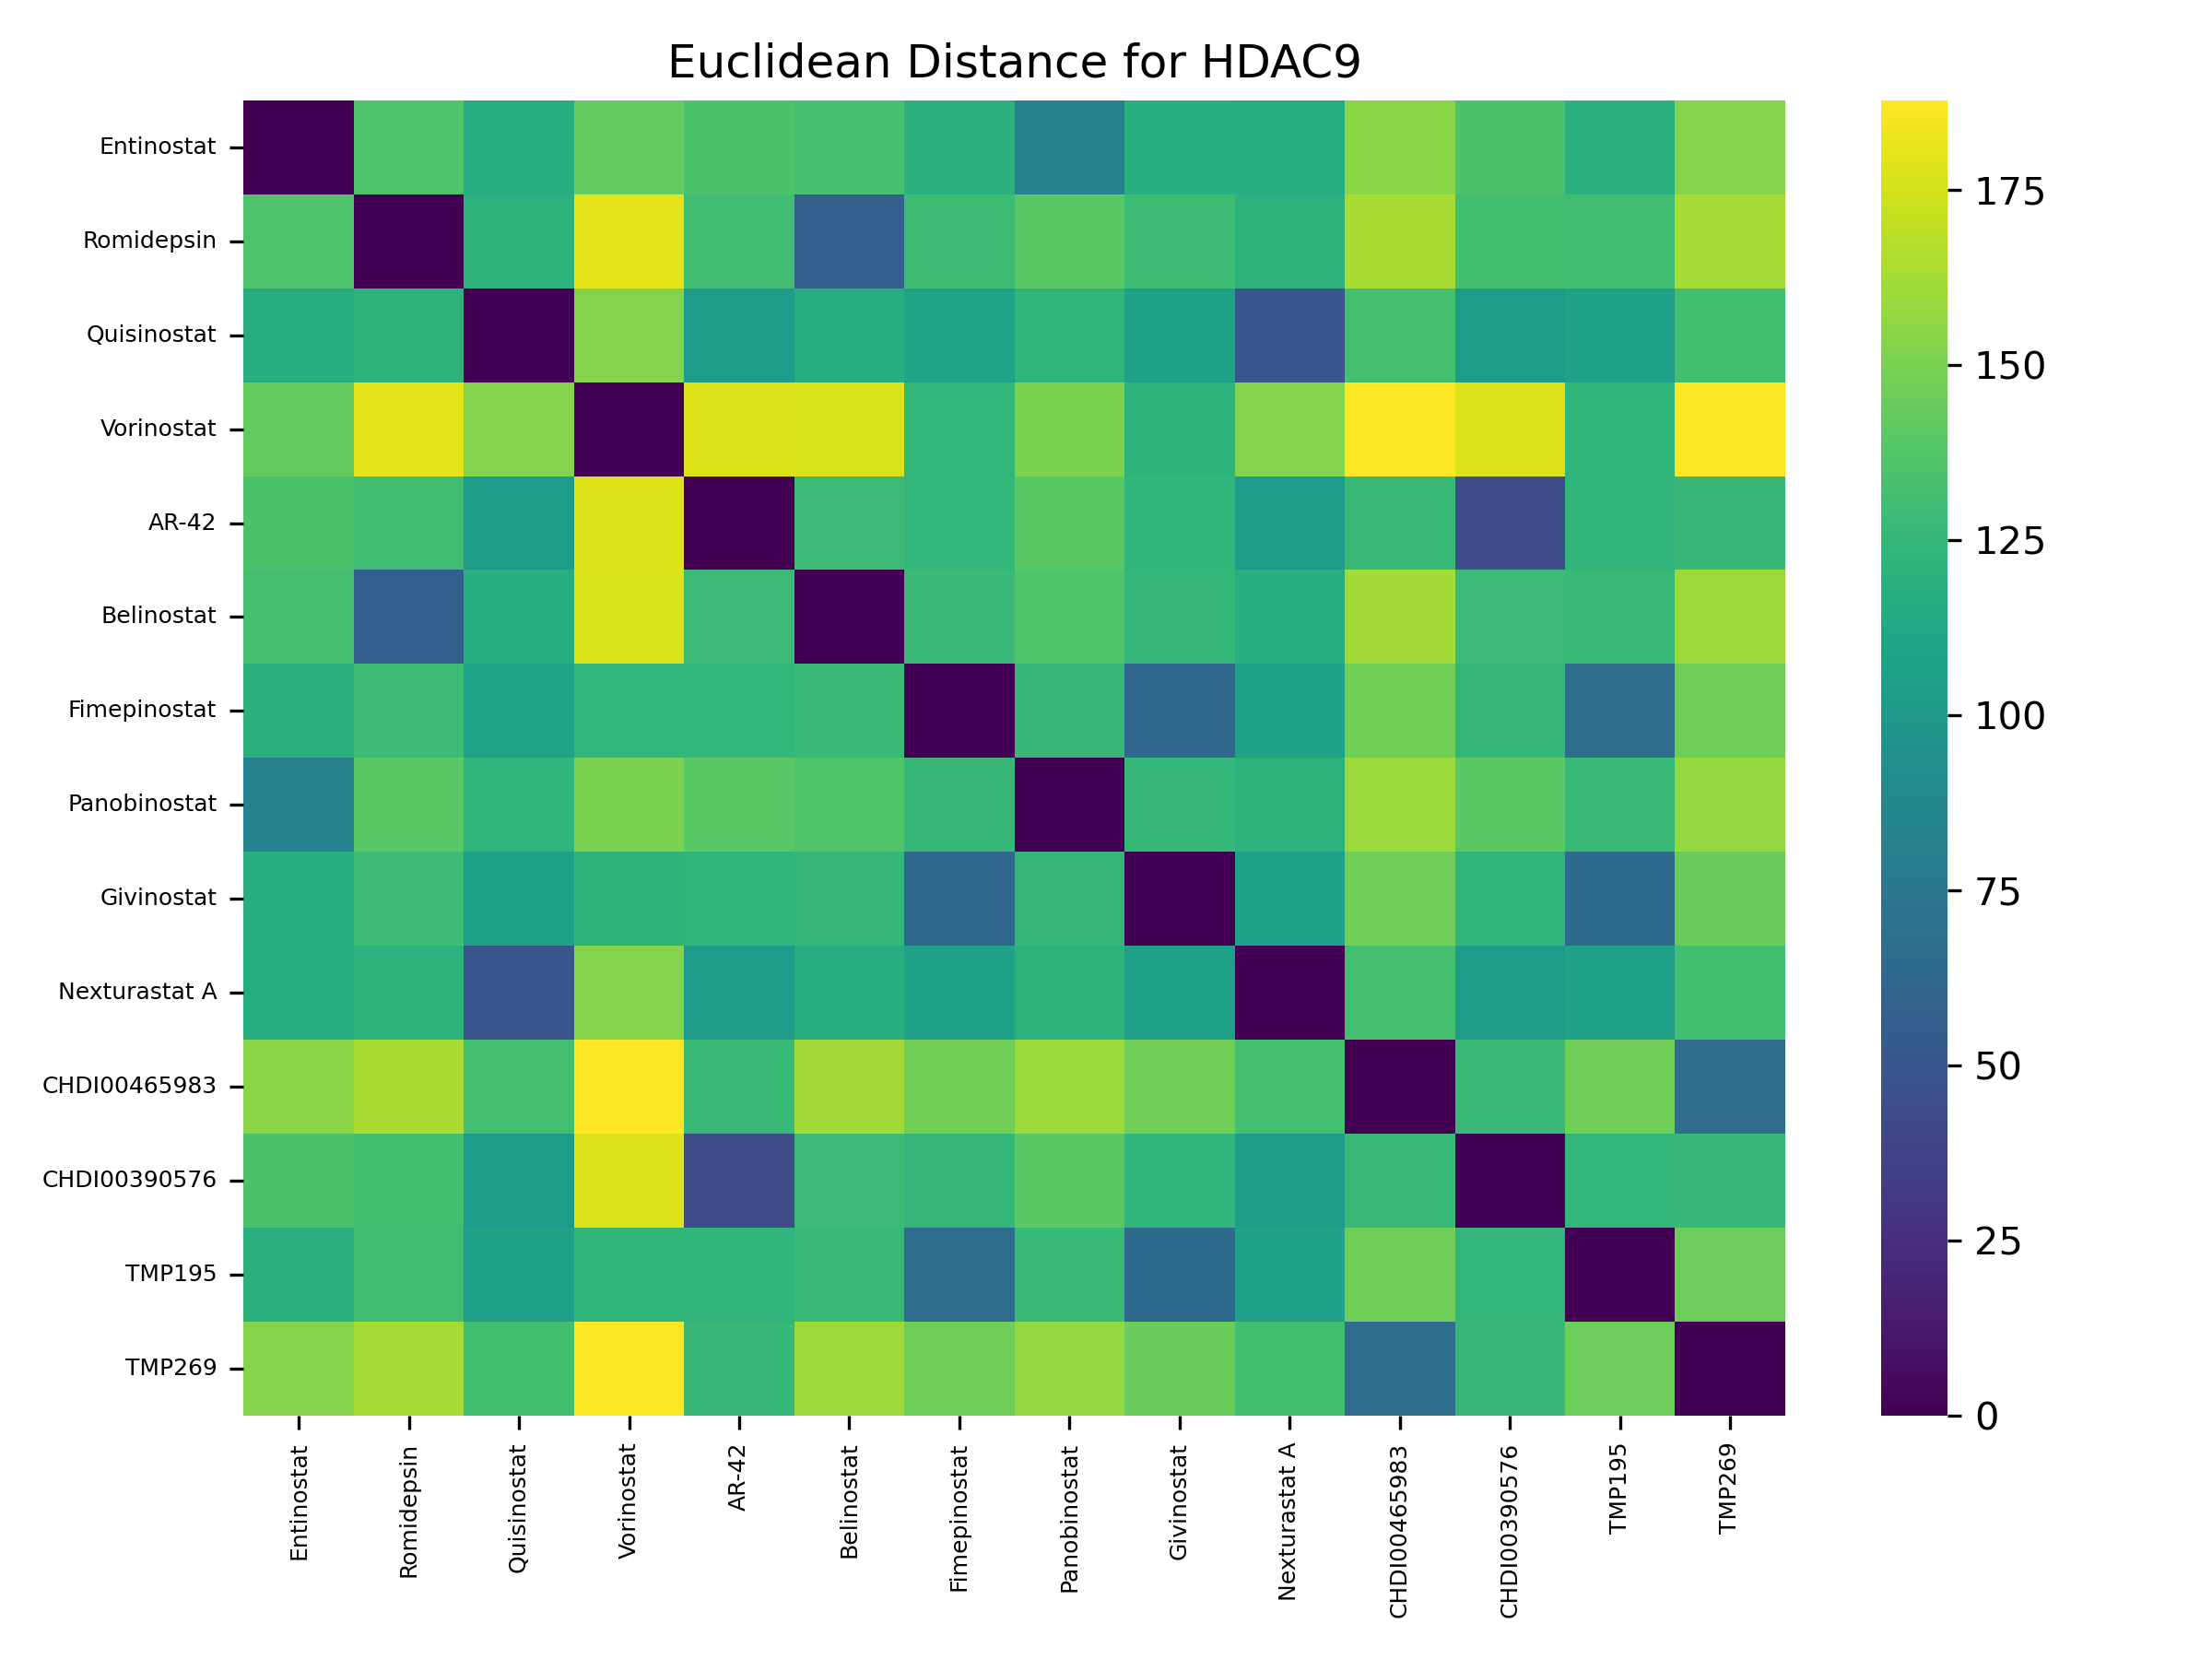 Euclidean Distance for HDAC9
Entinostat
Romidepsin
Quisinostat
Vorinostat
AR-42
Belinostat
Fimepinostat
Panobinostat
Givinostat
Nexturastat A
CHDI00465983
CHDI00390576
TMP195
TMP269
Entinostat
Romidepsin
Quisinostat
Vorinostat
AR-42
Belinostat
Fimepinostat
Panobinostat
Givinostat
Nexturastat A
CHDI00465983
CHDI00390576
TMP195
TMP269
175
150
125
100
75
50
25
0